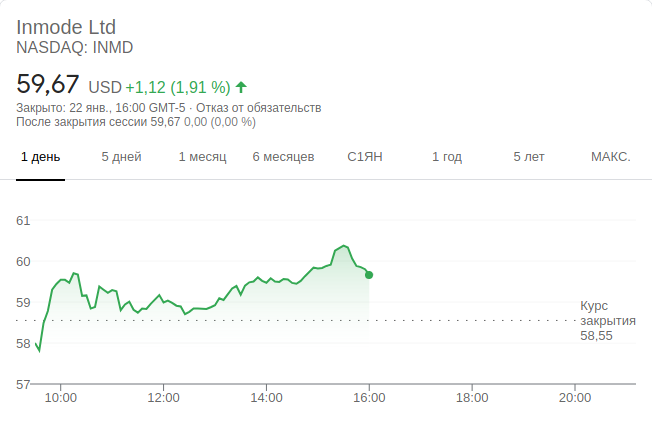 Inmode Ltd
NASDAQ: INMD
59,67 USD +1,12 (1,91 %)
Закрыто: 22 янв., 16:00 GMT-5 · Отказ от обязательств
После закрытия сессии 59,67 0,00 (0,00 %)
1 день 5 дней 1 месяц 6 месяцев С1ЯН 1 год 5 лет МАКС.
61
60
59
58
57
Курс
закрытия
58,55
10:00 12:00 14:00 16:00 18:00 20:00